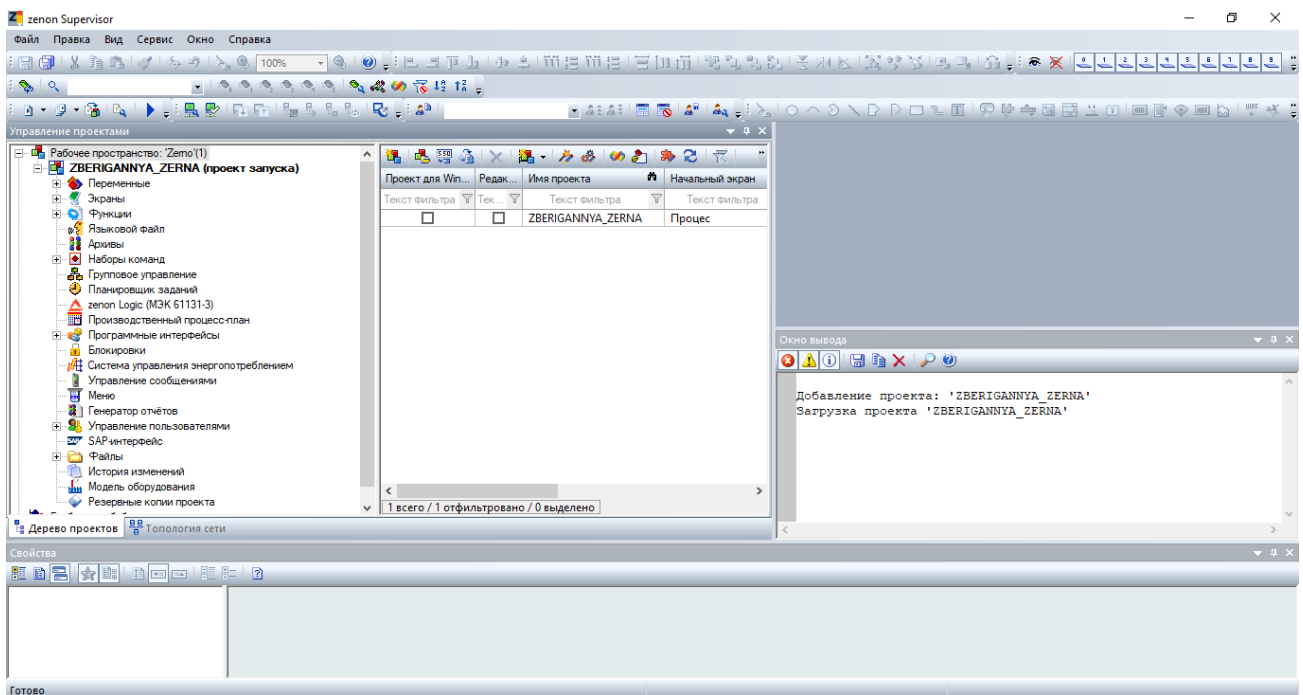 zenon Supervisor
Файл Правка Вид Сервис Окно Справка
100%
Управление проектами
Рабочее пространство: 'Zemo'(1)
ZBERIGANNYA_ZERNA (проект запуска)
Переменные
Экраны
Функции
Языковой файл
Архивы
Наборы команд
Групповое управление
Планировщик заданий
zenon Logic (МЭК 61131-3)
Производственный процесс-план
Программные интерфейсы
Блокировки
Система управления энергопотреблением
Управление сообщениями
Меню
Генератор отчётов
Управление пользователями
SAP-интерфейс
Файлы
История изменений
Модель оборудования
Резервные копии проекта
Дерево проектов Топология сети
Проект для Win... Редак... Имя проекта Начальный экран
Текст фильтра Тек... Текст фильтра Текст фильтра
ZBERIGANNYA_ZERNA Процес
1 всего / 1 отфильтровано / 0 выделено
Окно вывода
Добавление проекта: 'ZBERIGANNYA_ZERNA'
Загрузка проекта 'ZBERIGANNYA_ZERNA'
Свойства
Готово